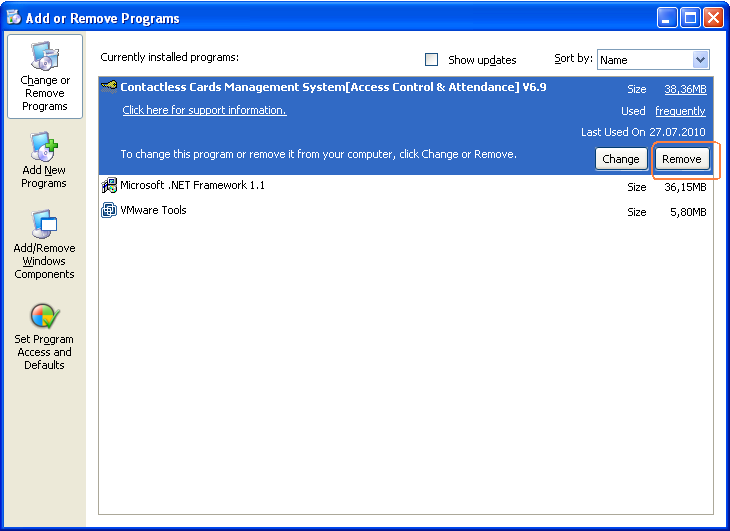 Add or Remove Programs
Change or
Remove
Programs
Add New
Programs
Add/Remove
Windows
Components
Set Program
Access and
Defaults
Currently installed programs:
Show updates
Sort by:
Name
Contactless Cards Management System[Access Control & Attendance] V6.9
Size 38,36MB
Click here for support information.
Used frequently
Last Used On 27.07.2010
To change this program or remove it from your computer, click Change or Remove.
Change
Remove
Microsoft .NET Framework 1.1
Size 36,15MB
VMware Tools
Size 5,80MB